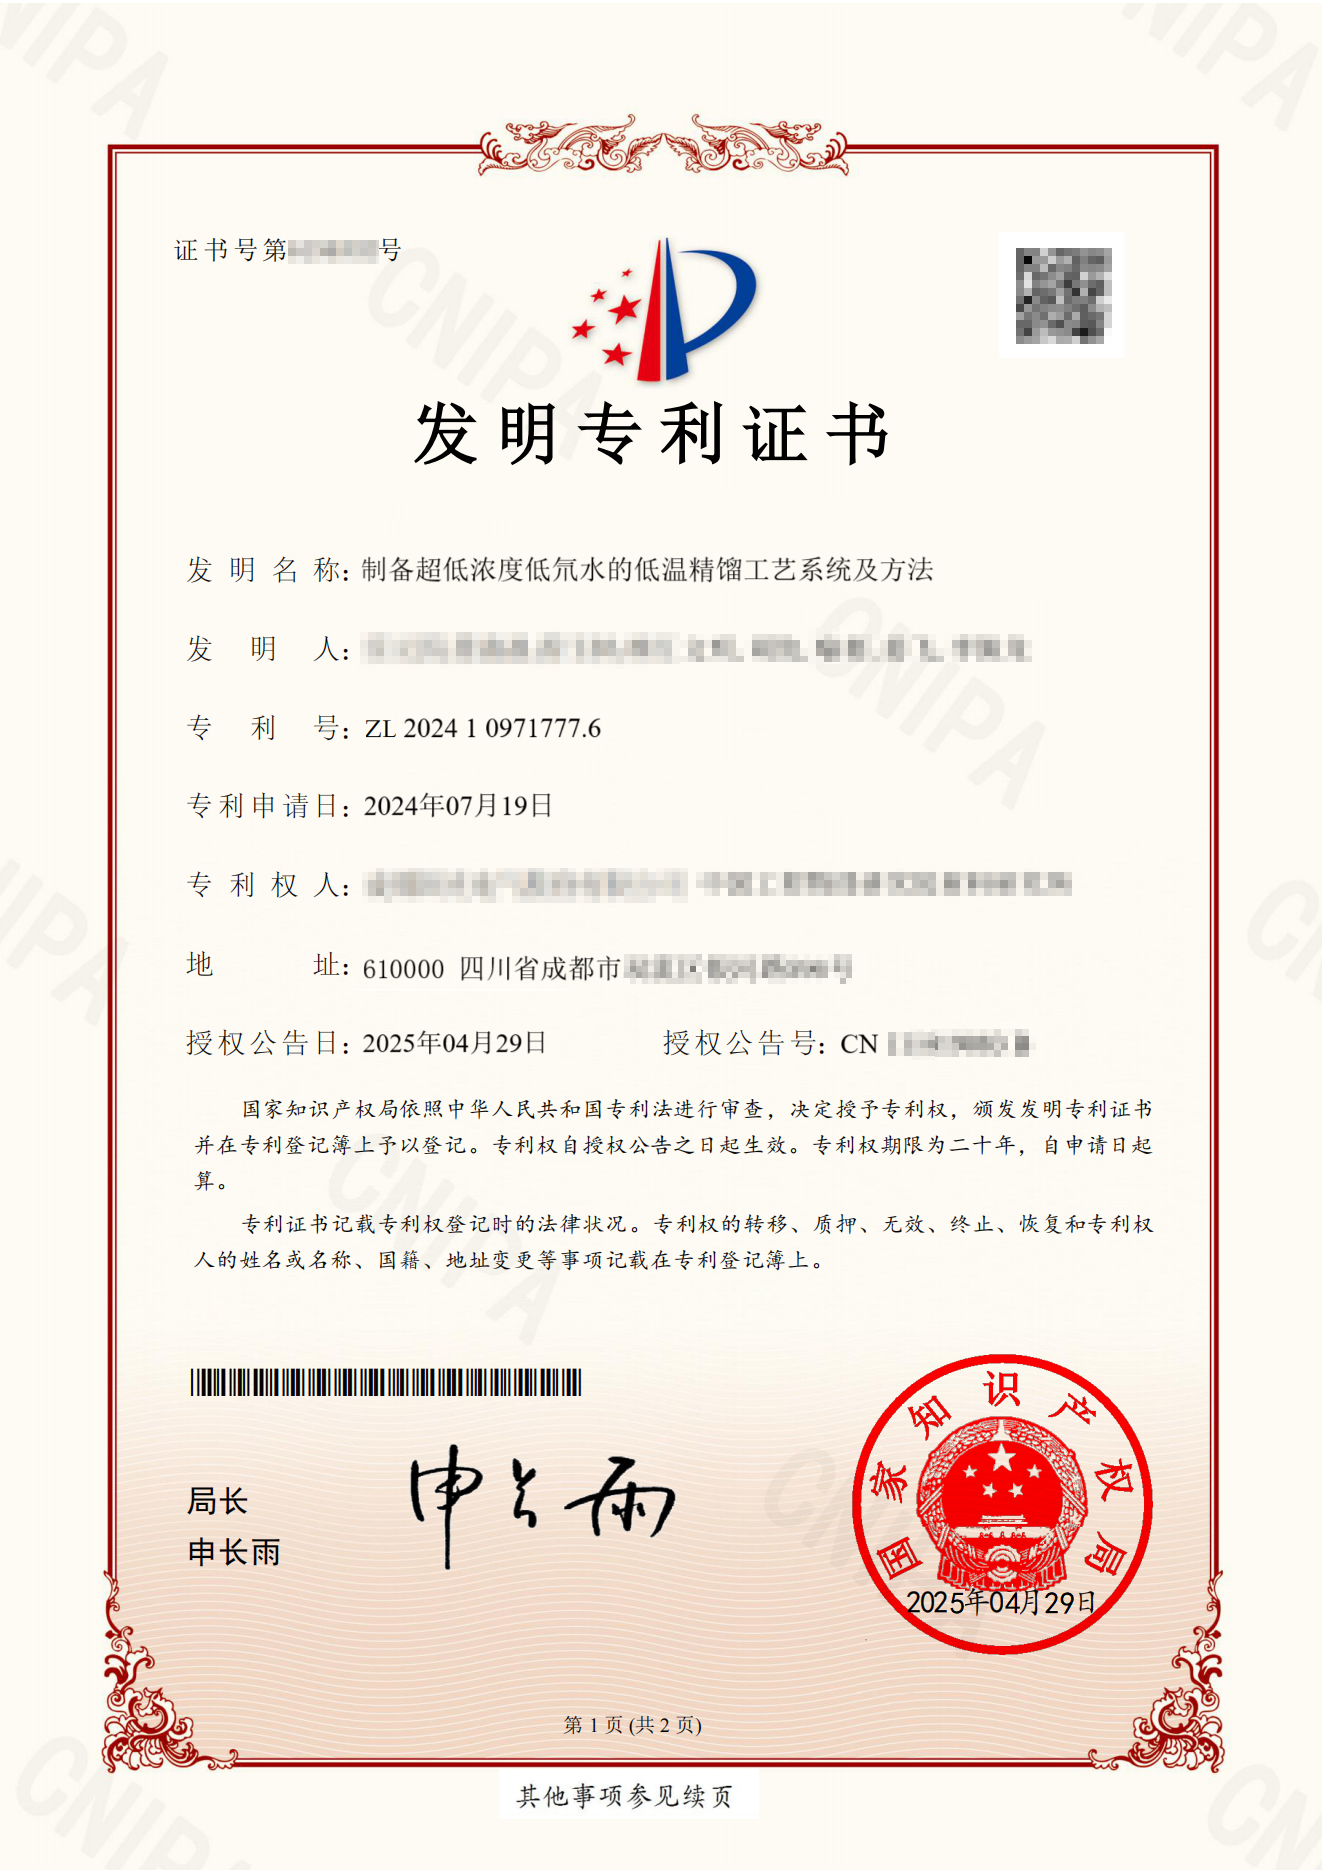 证书号第 号
发明专利证书
发明名称：制备超低浓度低氘水的低温精馏工艺系统及方法
发明人：
专利号：ZL 2024 1 0971777.6
专利申请日：2024年07月19日
专利权人：
地址：610000 四川省成都市
授权公告日：2025年04月29日 授权公告号：CN
国家知识产权局依照中华人民共和国专利法进行审查，决定授予专利权，颁发发明专利证书
并在专利登记簿上予以登记。专利权自授权公告之日起生效。专利权期限为二十年，自申请日起
算。
专利证书记载专利权登记时的法律状况。专利权的转移、质押、无效、终止、恢复和专利权
人的姓名或名称、国籍、地址变更等事项记载在专利登记簿上。
局长
申长雨
申长雨
国家知识产权局
2025年04月29日
第 1 页 (共 2 页)
其他事项参见续页
CNIPA
CNIPA
CNIPA
CNIPA
CNIPA
CNIPA
CNIPA
CNIPA
CNIPA
CNIPA